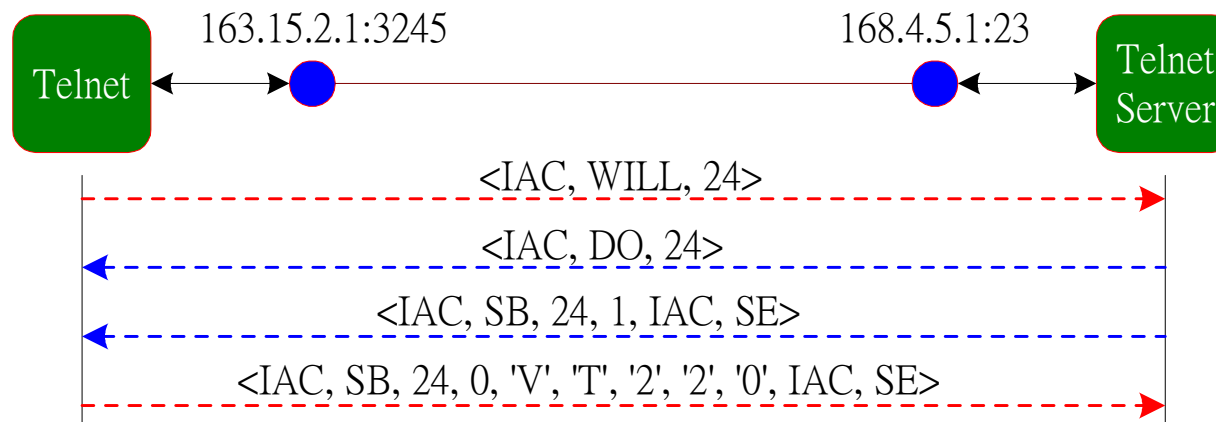 163.15.2.1:3245
168.4.5.1:23
Telnet
Telnet
Server
<IAC, WILL, 24>
<IAC, DO, 24>
<IAC, SB, 24, 1, IAC, SE>
<IAC, SB, 24, 0, 'V', 'T', '2', '2', '0', IAC, SE>